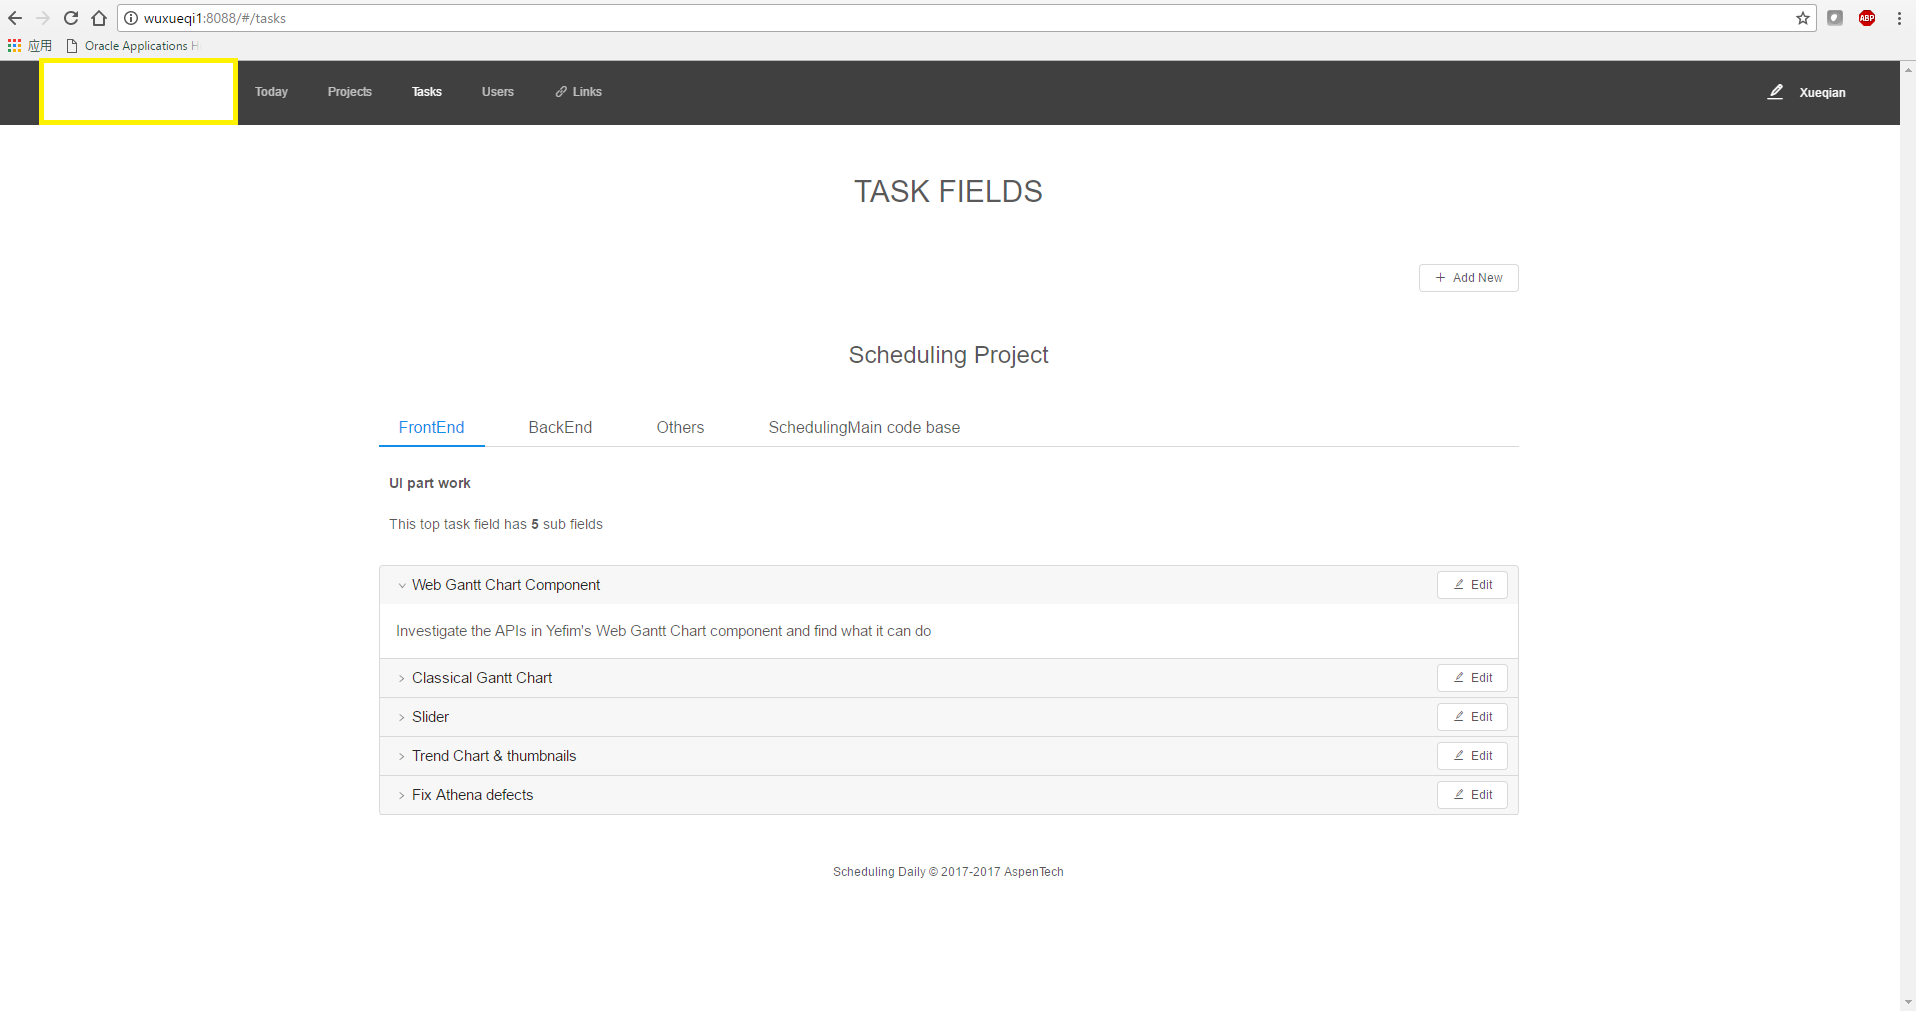 wuxueqi1:8088/#/tasks
ABP
应用 Oracle Applications
Today Projects Tasks Users Links Xueqian
TASK FIELDS
+ Add New
Scheduling Project
FrontEnd BackEnd Others SchedulingMain code base
UI part work
This top task field has 5 sub fields
Web Gantt Chart Component Edit
Investigate the APIs in Yefim's Web Gantt Chart component and find what it can do
Classical Gantt Chart Edit
Slider Edit
Trend Chart & thumbnails Edit
Fix Athena defects Edit
Scheduling Daily © 2017-2017 AspenTech